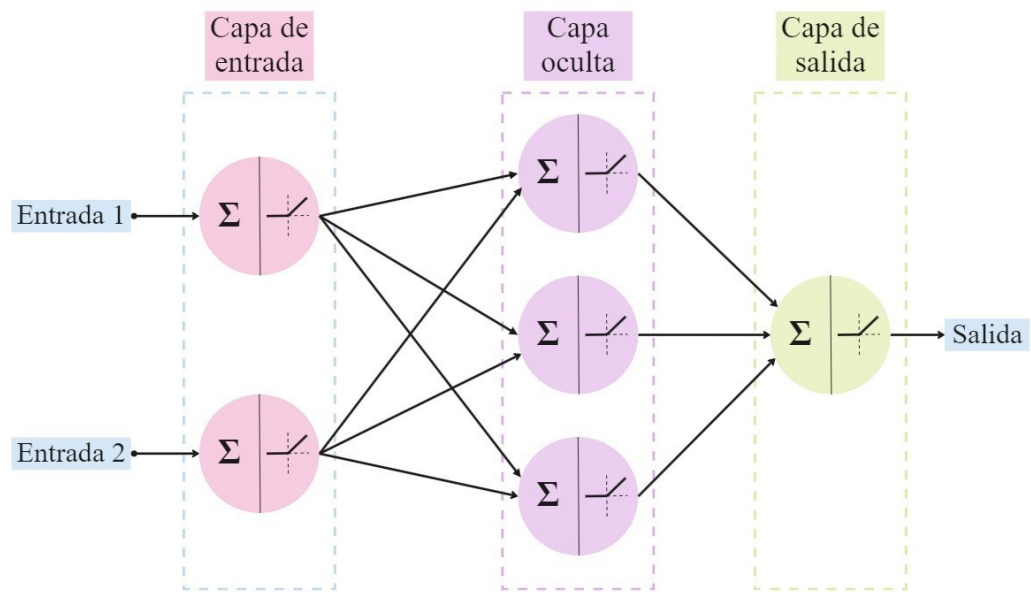 Capa de
entrada
Capa
oculta
Capa de
salida
Entrada 1
Σ
Σ
Σ
Σ
Salida
Entrada 2
Σ
Σ